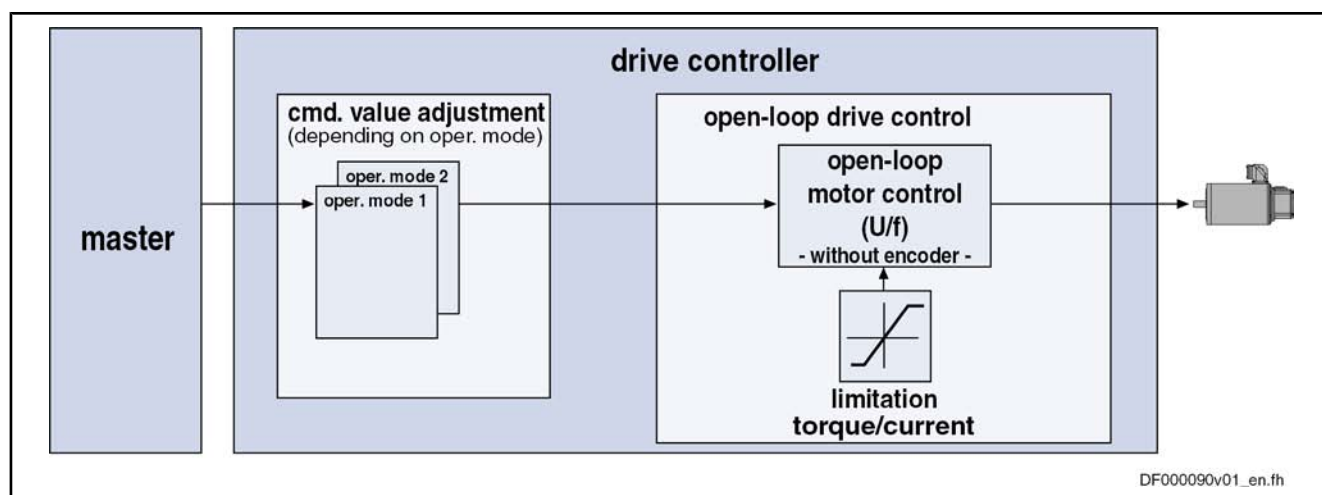 drive controller
master
cmd. value adjustment
(depending on oper. mode)
oper. mode 2
oper. mode 1
open-loop drive control
open-loop
motor control
(U/f)
- without encoder -
limitation
torque/current
DF000090v01_en.fh